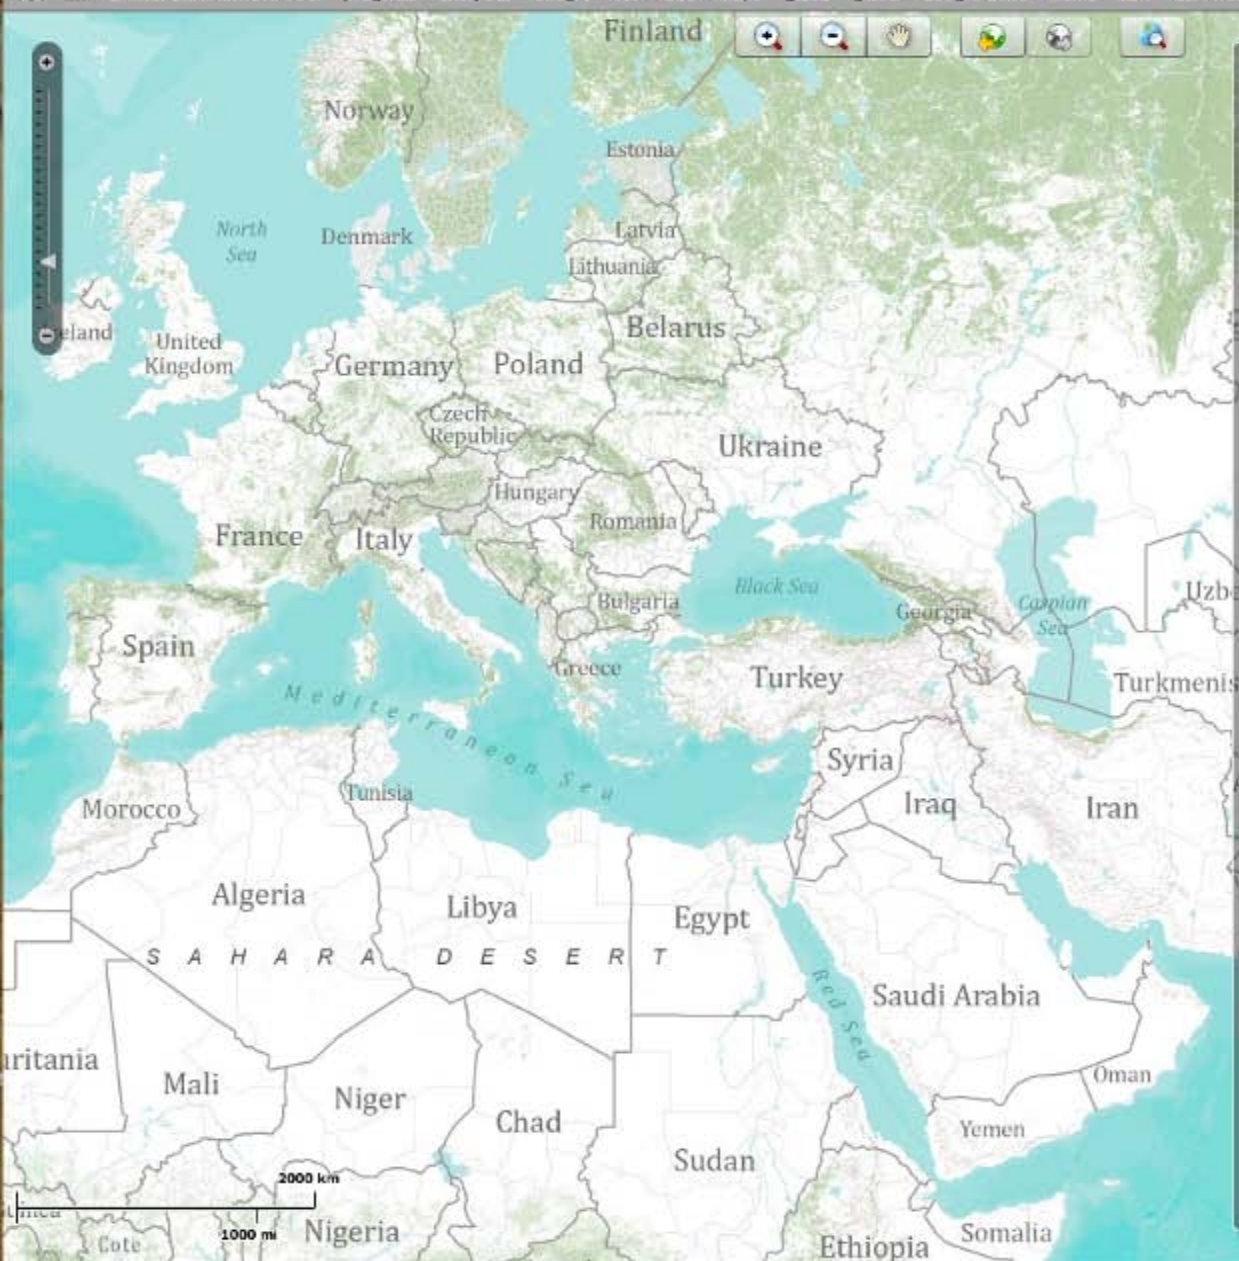 Finland
Norway
Estonia
North
Sea
Denmark
Latvia
Lithuania
Belarus
eland
United
Kingdom
Germany
Poland
Czech
Republic
Ukraine
Hungary
Romania
France
Italy
Black Sea
Bulgaria
Georgia
Caspian
Sea
Uzbe
Spain
Greece
Turkey
Turkmenis
Mediterranean Sea
Syria
Morocco
Tunisia
Iraq
Iran
Algeria
Libya
Egypt
SAHARA DESERT
Red Sea
Saudi Arabia
uritania
Mali
Niger
Oman
Chad
Yemen
Sudan
2000 km
1000 mi
Nigeria
Cote
Ethiopia
Somalia